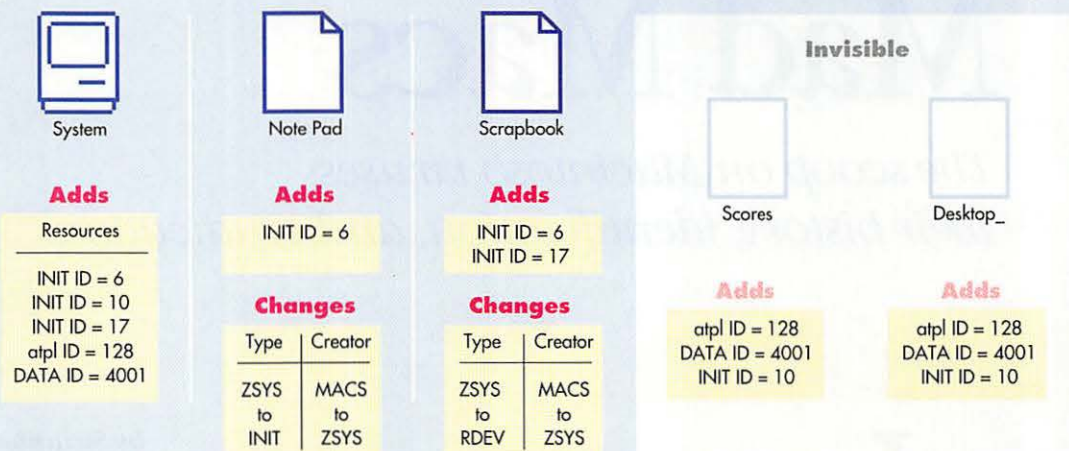 System
Adds
Resources
INIT ID = 6
INIT ID = 10
INIT ID = 17
atpl ID = 128
DATA ID = 4001
Note Pad
Adds
INIT ID = 6
Changes
Type Creator
ZSYS MACS
to to
INIT ZSYS
Scrapbook
Adds
INIT ID = 6
INIT ID = 17
Changes
Type Creator
ZSYS MACS
to to
RDEV ZSYS
Invisible
Scores
Adds
atpl ID = 128
DATA ID = 4001
INIT ID = 10
Desktop_
Adds
atpl ID = 128
DATA ID = 4001
INIT ID = 10